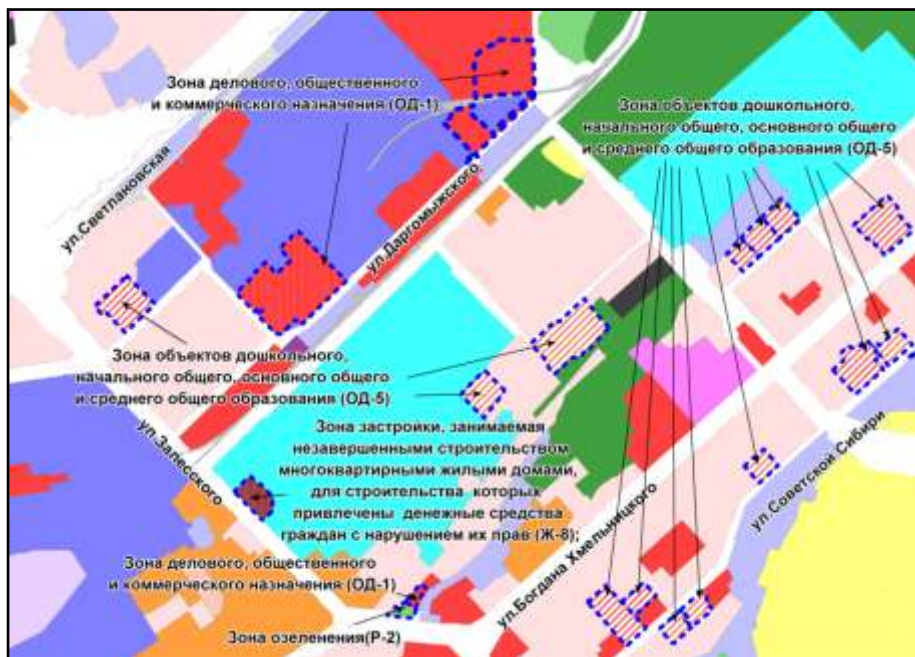 Зона делового, общественного
и коммерческого назначения (ОД-1)
Зона объектов дошкольного,
начального общего, основного общего
и среднего общего образования (ОД-5)
ул.Светлановская
ул.Даргомыжского
Зона объектов дошкольного,
начального общего, основного общего
и среднего общего образования (ОД-5)
ул.Залесского
Зона застройки, занимаемая
незавершенными строительством
многоквартирными жилыми домами,
для строительства которых
привлечены денежные средства
граждан с нарушением их прав (Ж-8);
ул.Советской Сибири
ул.Богдана Хмельницкого
Зона делового, общественного
и коммерческого назначения (ОД-1)
Зона озеленения(Р-2)